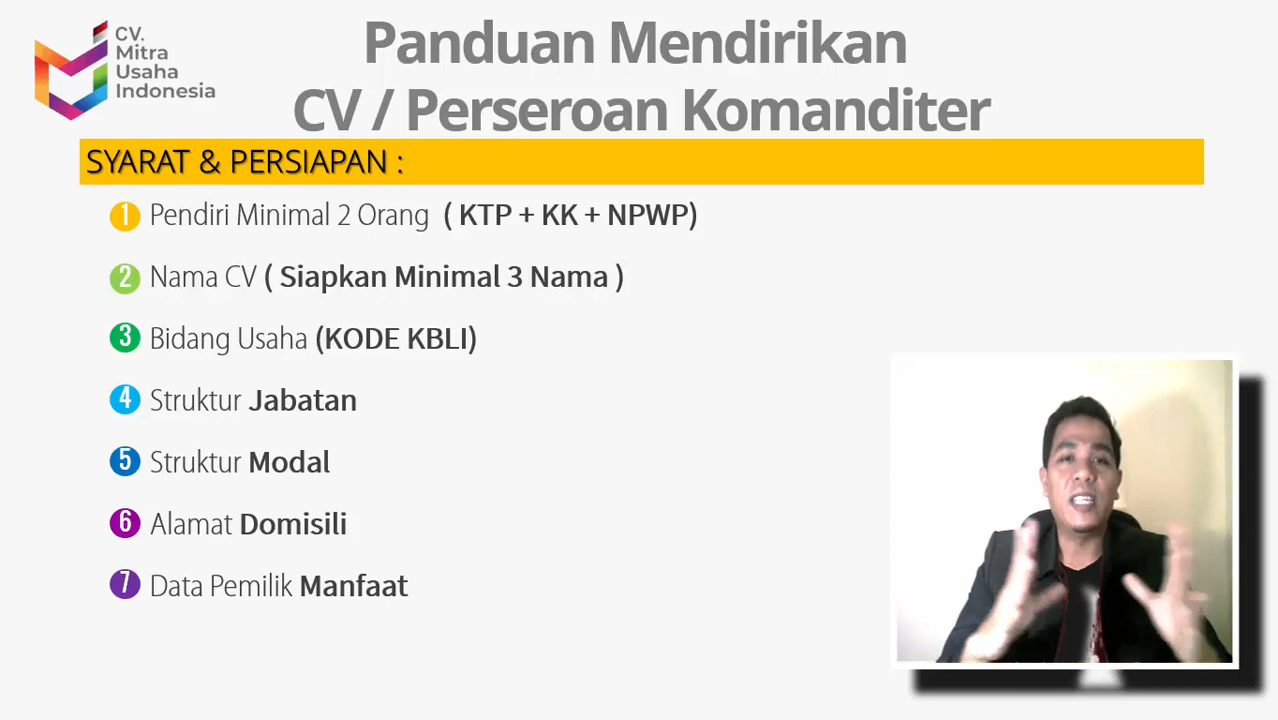 CV.
Mitra
Usaha
Indonesia
Panduan Mendirikan
CV / Perseroan Komanditer
SYARAT & PERSIAPAN :
1 Pendiri Minimal 2 Orang ( KTP + KK + NPWP)
2 Nama CV ( Siapkan Minimal 3 Nama )
3 Bidang Usaha (KODE KBLI)
4 Struktur Jabatan
5 Struktur Modal
6 Alamat Domisili
7 Data Pemilik Manfaat